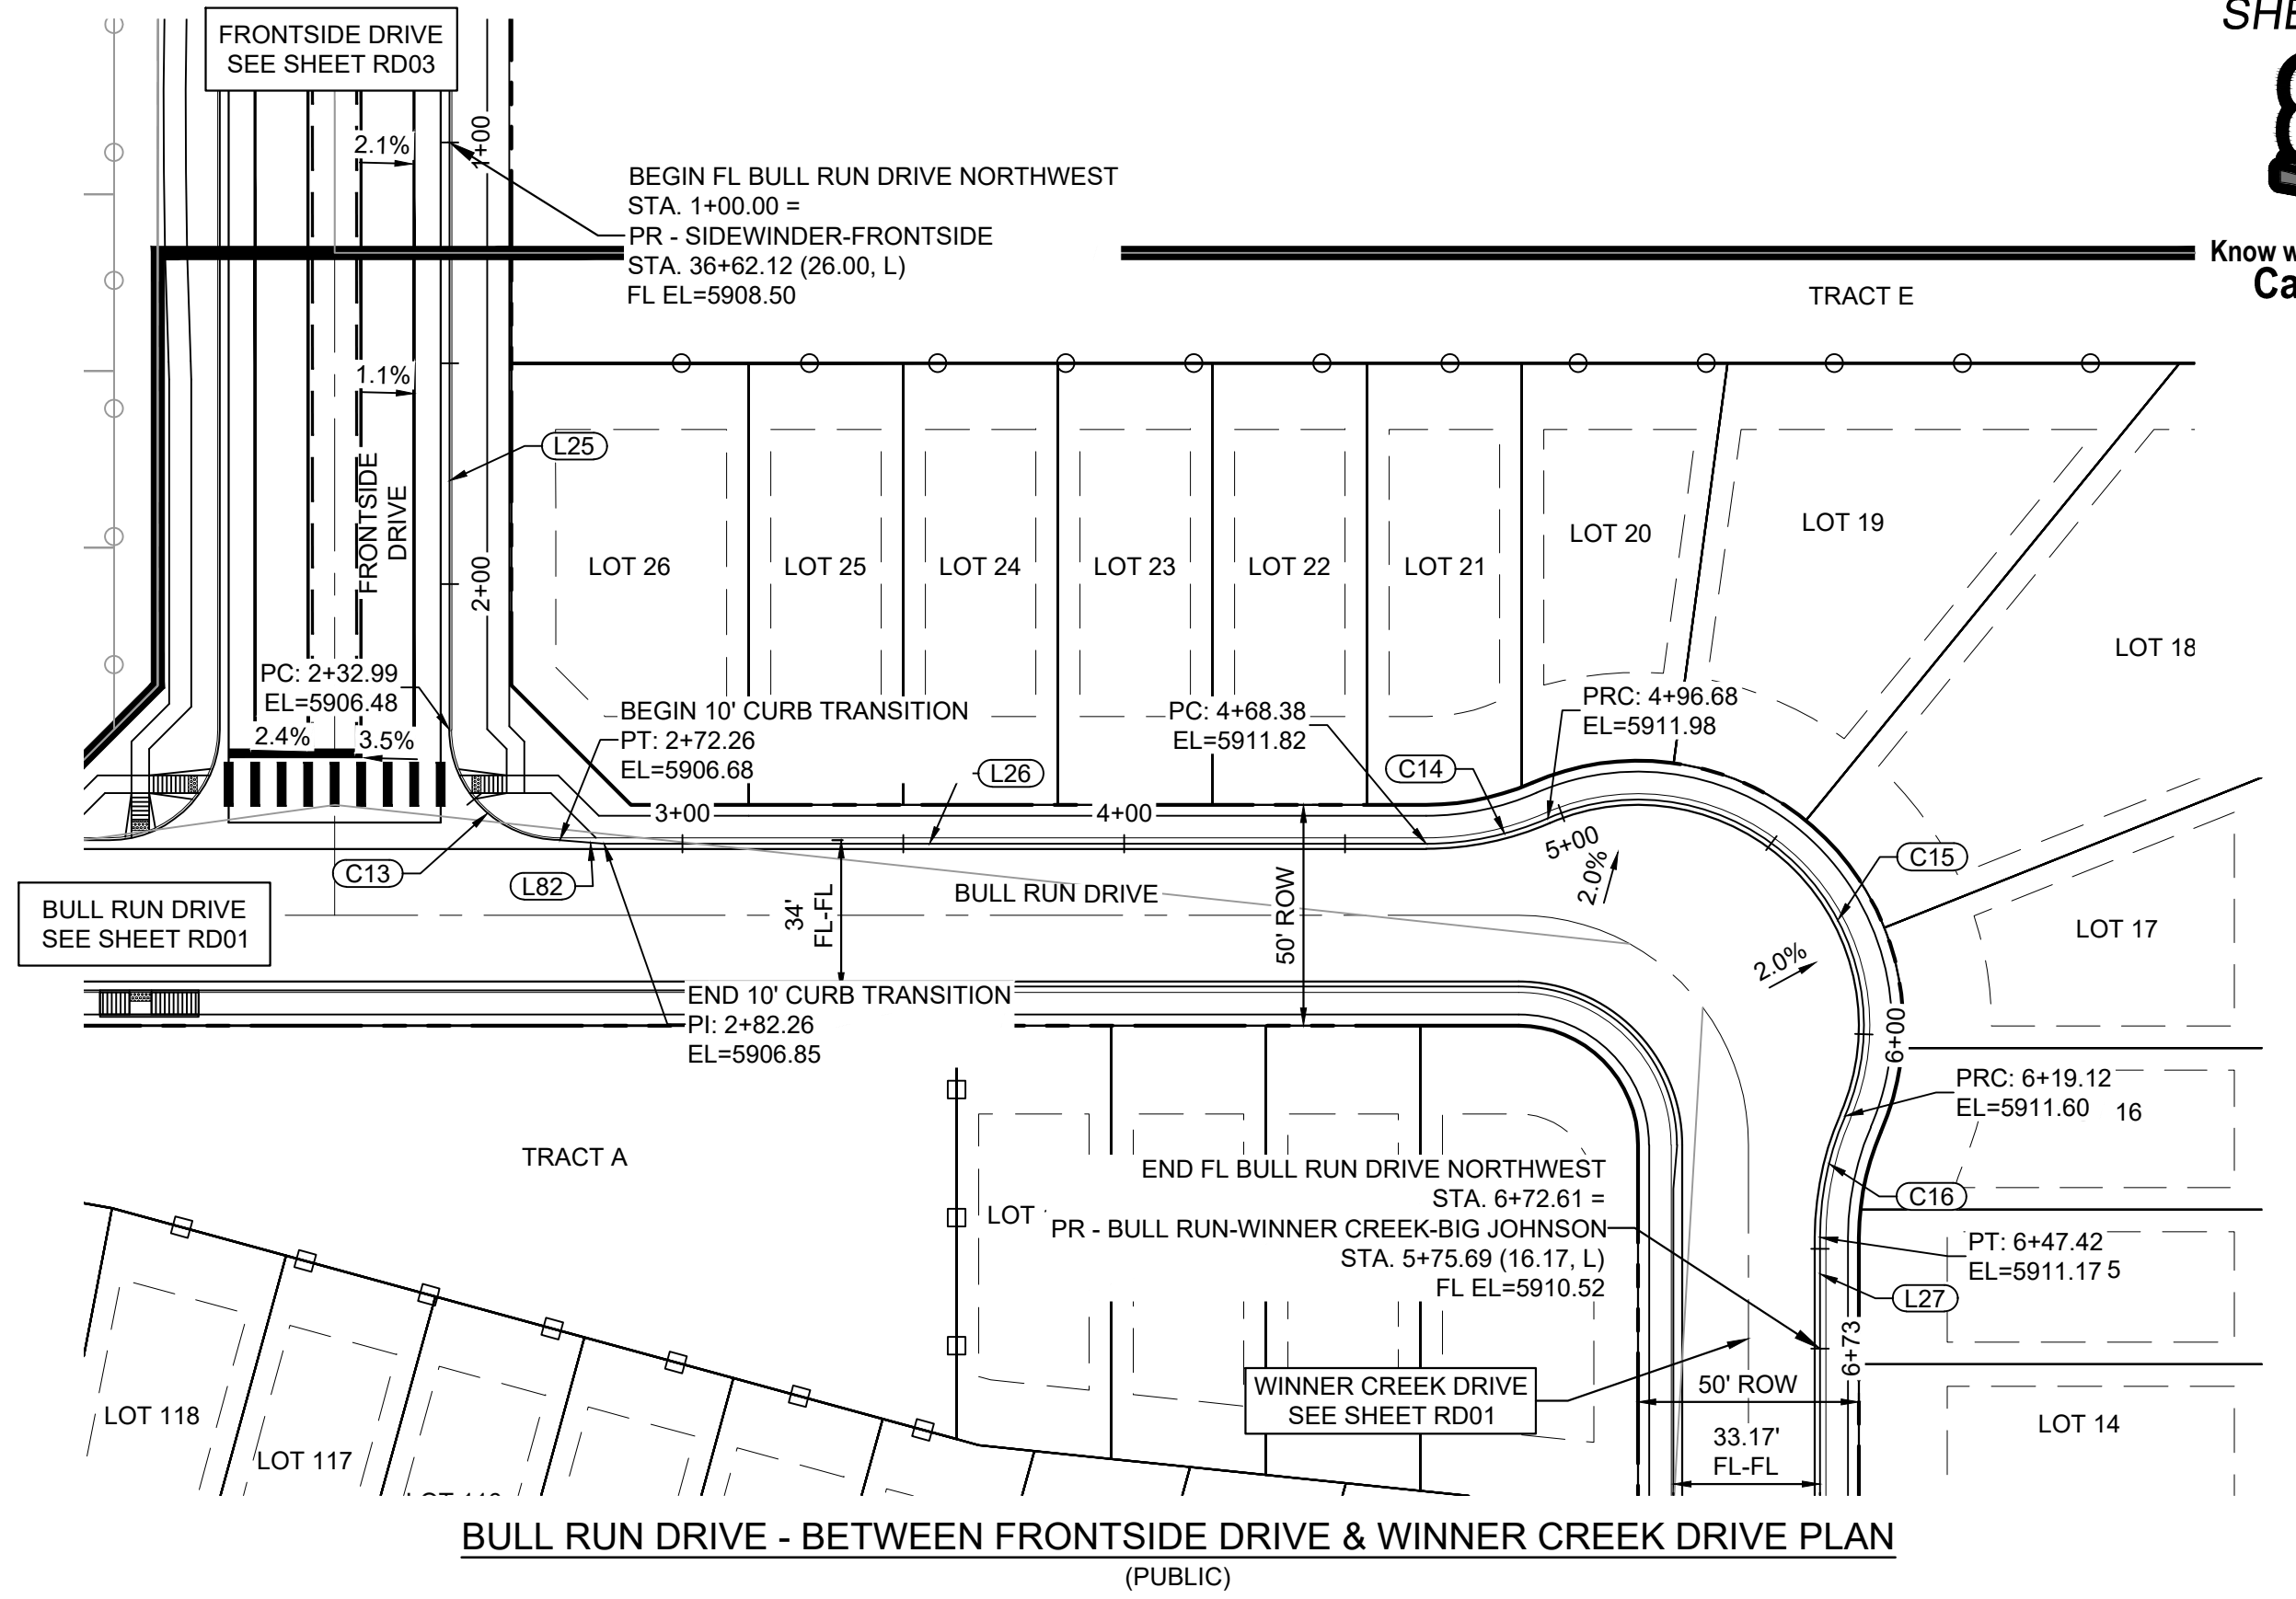 SHE
FRONTSIDE DRIVE
SEE SHEET RD03
2.1%
1+00
BEGIN FL BULL RUN DRIVE NORTHWEST
STA. 1+00.00 =
PR - SIDEWINDER-FRONTSIDE
STA. 36+62.12 (26.00, L)
FL EL=5908.50
Know w
Ca
TRACT E
1.1%
L25
FRONTSIDE
DRIVE
2+00
LOT 26
LOT 25
LOT 24
LOT 23
LOT 22
LOT 21
LOT 20
LOT 19
LOT 18
PC: 2+32.99
EL=5906.48
2.4%
3.5%
BEGIN 10' CURB TRANSITION
PT: 2+72.26
EL=5906.68
L26
PC: 4+68.38
EL=5911.82
C14
PRC: 4+96.68
EL=5911.98
3+00
4+00
5+00
2.0%
C15
C13
L82
BULL RUN DRIVE
SEE SHEET RD01
34'
FL-FL
BULL RUN DRIVE
50' ROW
2.0%
LOT 17
END 10' CURB TRANSITION
PI: 2+82.26
EL=5906.85
6+00
PRC: 6+19.12
EL=5911.60
16
TRACT A
END FL BULL RUN DRIVE NORTHWEST
STA. 6+72.61 =
PR - BULL RUN-WINNER CREEK-BIG JOHNSON
STA. 5+75.69 (16.17, L)
FL EL=5910.52
LOT
C16
PT: 6+47.42
EL=5911.17 5
L27
6+73
WINNER CREEK DRIVE
SEE SHEET RD01
50' ROW
33.17'
FL-FL
LOT 14
LOT 118
LOT 117
BULL RUN DRIVE - BETWEEN FRONTSIDE DRIVE & WINNER CREEK DRIVE PLAN
(PUBLIC)